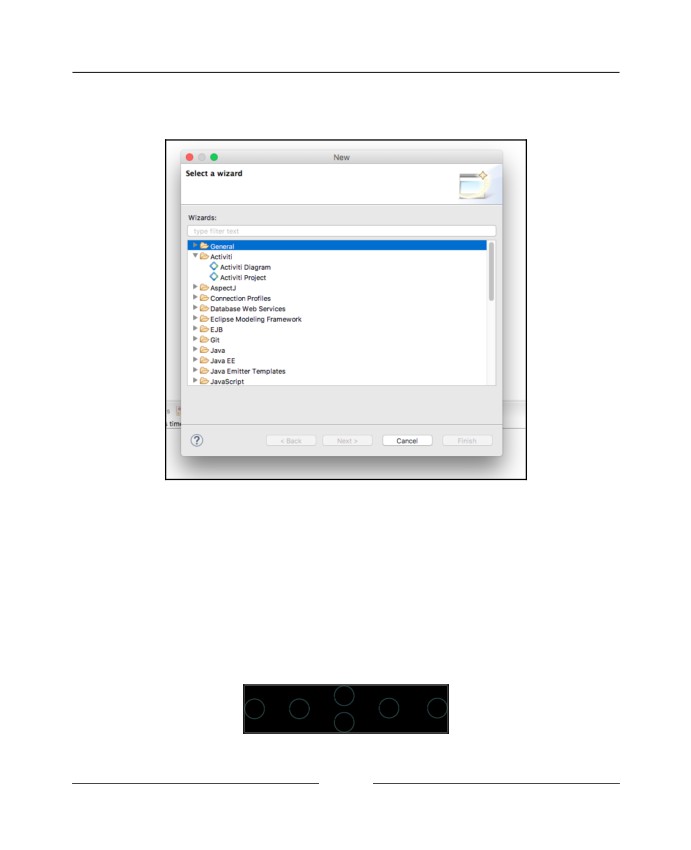 New
Select a wizard
Wizards:
type filter text
General
Activiti
Activiti Diagram
Activiti Project
AspectJ
Connection Profiles
Database Web Services
Eclipse Modeling Framework
EJB
Git
Java
Java EE
Java Emitter Templates
JavaScript
s
s time
?
< Back
Next >
Cancel
Finish